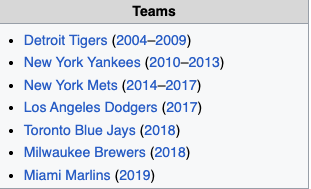 Teams
• Detroit Tigers (2004–2009)
• New York Yankees (2010–2013)
• New York Mets (2014–2017)
• Los Angeles Dodgers (2017)
• Toronto Blue Jays (2018)
• Milwaukee Brewers (2018)
• Miami Marlins (2019)